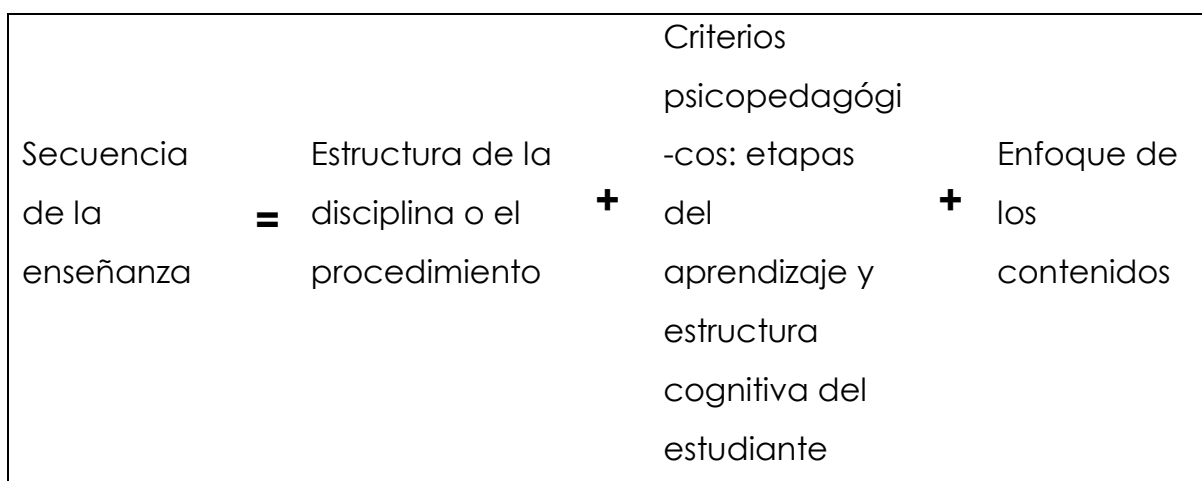 Secuencia
de la
enseñanza
=
Estructura de la
disciplina o el
procedimiento
+
Criterios
psicopedagógi
-cos: etapas
del
aprendizaje y
estructura
cognitiva del
estudiante
+
Enfoque de
los
contenidos